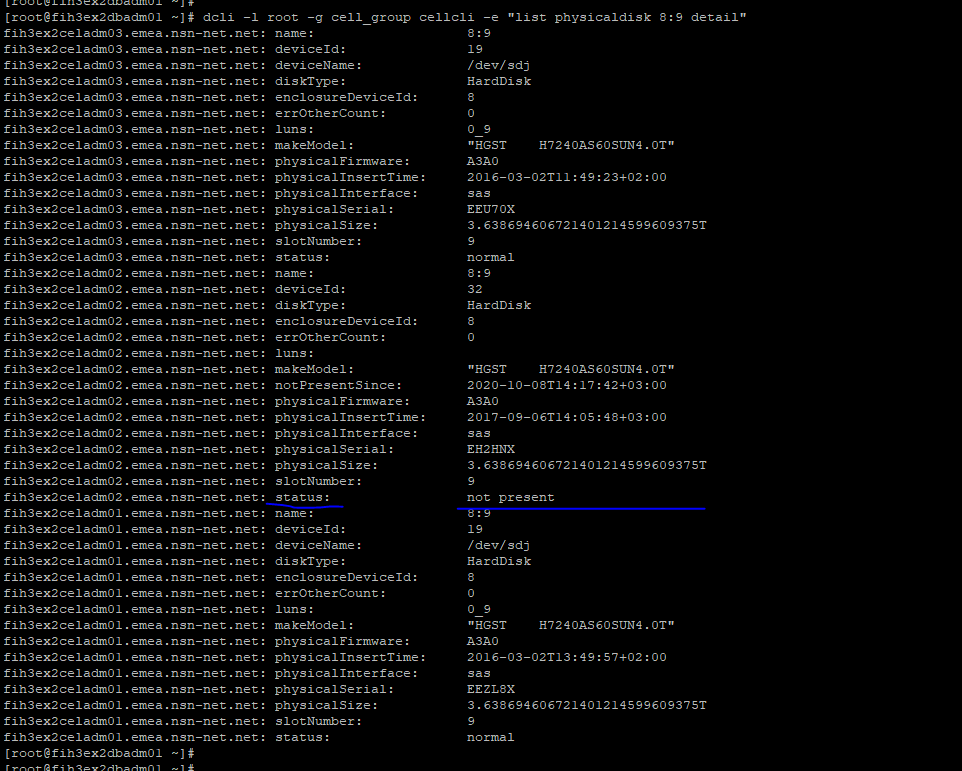 [root@fih3ex2dbadm01 ~]#
[root@fih3ex2dbadm01 ~]# dcli -l root -g cell_group cellcli -e "list physicaldisk 8:9 detail"
fih3ex2celadm03.emea.nsn-net.net: name: 8:9
fih3ex2celadm03.emea.nsn-net.net: deviceId: 19
fih3ex2celadm03.emea.nsn-net.net: deviceName: /dev/sdj
fih3ex2celadm03.emea.nsn-net.net: diskType: HardDisk
fih3ex2celadm03.emea.nsn-net.net: enclosureDeviceId: 8
fih3ex2celadm03.emea.nsn-net.net: errOtherCount: 0
fih3ex2celadm03.emea.nsn-net.net: luns: 0_9
fih3ex2celadm03.emea.nsn-net.net: makeModel: "HGST    H7240AS60SUN4.0T"
fih3ex2celadm03.emea.nsn-net.net: physicalFirmware: A3A0
fih3ex2celadm03.emea.nsn-net.net: physicalInsertTime: 2016-03-02T11:49:23+02:00
fih3ex2celadm03.emea.nsn-net.net: physicalInterface: sas
fih3ex2celadm03.emea.nsn-net.net: physicalSerial: EEU70X
fih3ex2celadm03.emea.nsn-net.net: physicalSize: 3.6386946067214012145996​09375T
fih3ex2celadm03.emea.nsn-net.net: slotNumber: 9
fih3ex2celadm03.emea.nsn-net.net: status: normal
fih3ex2celadm02.emea.nsn-net.net: name: 8:9
fih3ex2celadm02.emea.nsn-net.net: deviceId: 32
fih3ex2celadm02.emea.nsn-net.net: diskType: HardDisk
fih3ex2celadm02.emea.nsn-net.net: enclosureDeviceId: 8
fih3ex2celadm02.emea.nsn-net.net: errOtherCount: 0
fih3ex2celadm02.emea.nsn-net.net: luns:
fih3ex2celadm02.emea.nsn-net.net: makeModel: "HGST    H7240AS60SUN4.0T"
fih3ex2celadm02.emea.nsn-net.net: notPresentSince: 2020-10-08T14:17:42+03:00
fih3ex2celadm02.emea.nsn-net.net: physicalFirmware: A3A0
fih3ex2celadm02.emea.nsn-net.net: physicalInsertTime: 2017-09-06T14:05:48+03:00
fih3ex2celadm02.emea.nsn-net.net: physicalInterface: sas
fih3ex2celadm02.emea.nsn-net.net: physicalSerial: EH2HNX
fih3ex2celadm02.emea.nsn-net.net: physicalSize: 3.638694606721401214599609375T
fih3ex2celadm02.emea.nsn-net.net: slotNumber: 9
fih3ex2celadm02.emea.nsn-net.net: status: not present
fih3ex2celadm01.emea.nsn-net.net: name: 8:9
fih3ex2celadm01.emea.nsn-net.net: deviceId: 19
fih3ex2celadm01.emea.nsn-net.net: deviceName: /dev/sdj
fih3ex2celadm01.emea.nsn-net.net: diskType: HardDisk
fih3ex2celadm01.emea.nsn-net.net: enclosureDeviceId: 8
fih3ex2celadm01.emea.nsn-net.net: errOtherCount: 0
fih3ex2celadm01.emea.nsn-net.net: luns: 0_9
fih3ex2celadm01.emea.nsn-net.net: makeModel: "HGST    H7240AS60SUN4.0T"
fih3ex2celadm01.emea.nsn-net.net: physicalFirmware: A3A0
fih3ex2celadm01.emea.nsn-net.net: physicalInsertTime: 2016-03-02T13:49:57+02:00
fih3ex2celadm01.emea.nsn-net.net: physicalInterface: sas
fih3ex2celadm01.emea.nsn-net.net: physicalSerial: EEZL8X
fih3ex2celadm01.emea.nsn-net.net: physicalSize: 3.638694606721401214599609375T
fih3ex2celadm01.emea.nsn-net.net: slotNumber: 9
fih3ex2celadm01.emea.nsn-net.net: status: normal
[root@fih3ex2dbadm01 ~]#
[root@fih3ex2dbadm01 ~]#